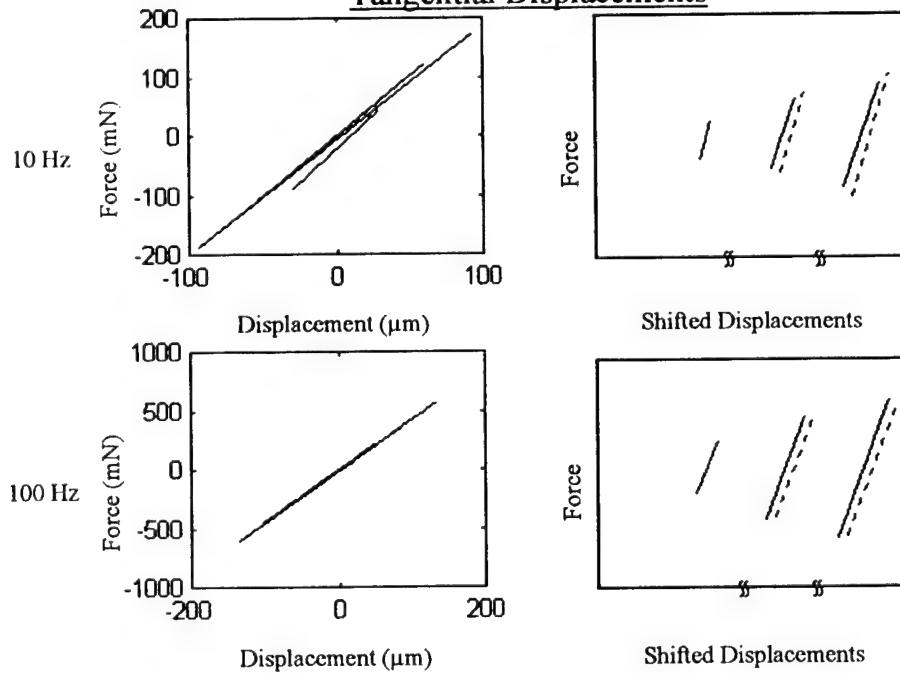 Tangential Displacements
10 Hz
Force (mN)
200
100
0
-100
-200
-100
0
100
Displacement (µm)
Force
Shifted Displacements
100 Hz
Force (mN)
1000
500
0
-500
-1000
-200
0
200
Displacement (µm)
Force
Shifted Displacements